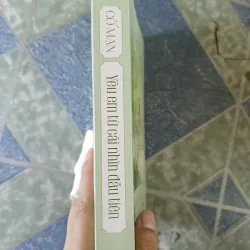 CỐ MẠN
Yêu em từ cái nhìn đầu tiên